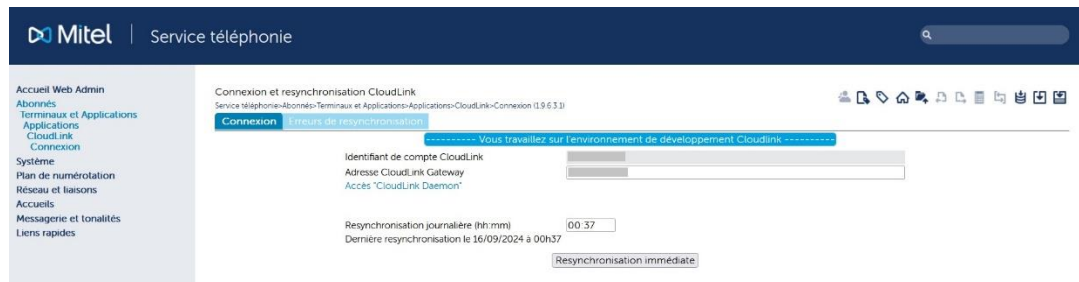 Mitel | Service téléphonie
Accueil Web Admin
Abonnés
Terminaux et Applications
Applications
CloudLink
Connexion
Système
Plan de numérotation
Réseau et liaisons
Accueils
Messagerie et tonalités
Liens rapides
Connexion et resynchronisation CloudLink
Service téléphonie>Abonnés>Terminaux et Applications>Applications>CloudLink>Connexion (1.9.6.3.1)
Connexion Erreurs de resynchronisation
---------- Vous travaillez sur l'environnement de développement Cloudlink ----------
Identifiant de compte CloudLink
Adresse CloudLink Gateway
Accès "CloudLink Daemon"
Resynchronisation journalière (hh:mm) 00:37
Dernière resynchronisation le 16/09/2024 à 00h37
Resynchronisation immédiate